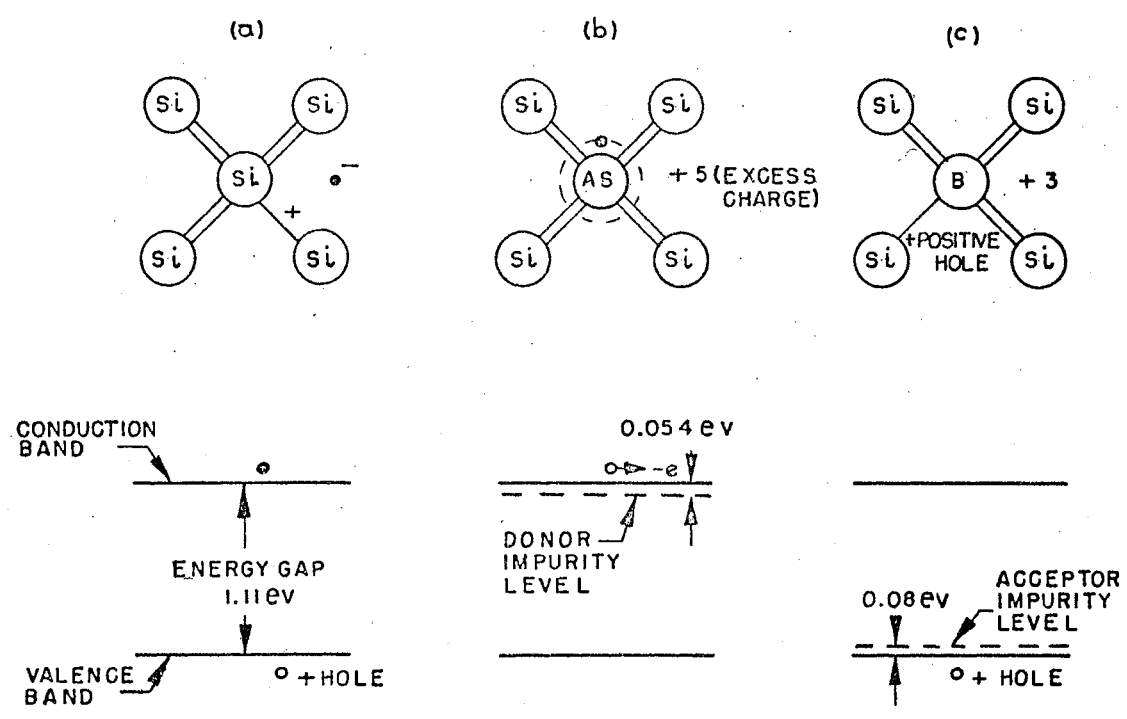 (a)
Si
Si
Si
+
–
Si
Si
(b)
Si
Si
AS
+ 5 (EXCESS
CHARGE)
Si
Si
(c)
Si
Si
B
+ 3
+POSITIVE
HOLE
Si
Si
CONDUCTION
BAND
ENERGY GAP
1.11 eV
VALENCE
BAND
+ HOLE
0.054 eV
-e
DONOR
IMPURITY
LEVEL
0.08 eV
ACCEPTOR
IMPURITY
LEVEL
+ HOLE